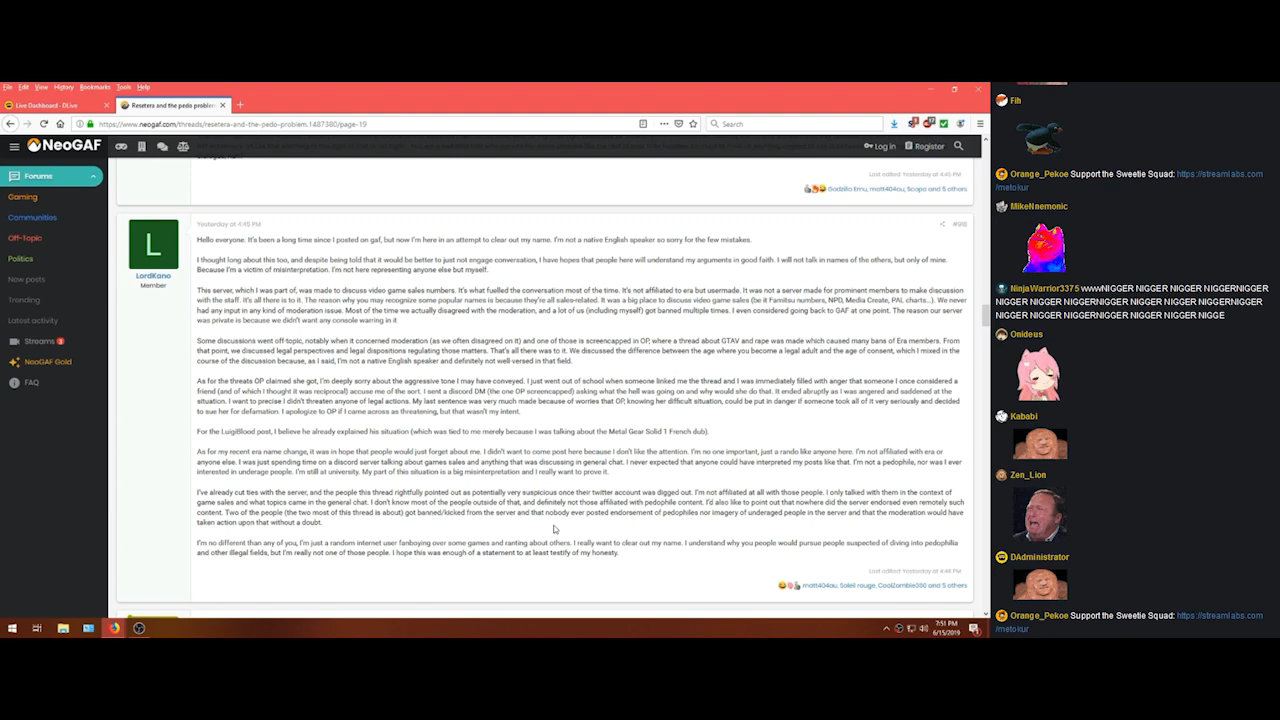 File Edit View History Bookmarks Tools Help
Live Dashboard - DLive
Resetera and the pedo problem
https://www.neogaf.com/threads/resetera-and-the-pedo-problem.1487380/page-19
Search
NeoGAF
Log in Register
Forums
Gaming
Communities
Off-Topic
Politics
New posts
Trending
Latest activity
Streams 3
NeoGAF Gold
FAQ
Last edited: Yesterday at 4:45 PM
Godzilla Emu, matt404au, Scopa and 5 others
L
LordKano
Member
Yesterday at 4:45 PM
Hello everyone. It's been a long time since I posted on gaf, but now I'm here in an attempt to clear out my name. I'm not a native English speaker so sorry for the few mistakes.
I thought long about this too, and despite being told that it would be better to just not engage conversation, I have hopes that people here will understand my arguments in good faith. I will not talk in names of the others, but only of mine.
Because I'm a victim of misinterpretation. I'm not here representing anyone else but myself.
This server, which I was part of, was made to discuss video game sales numbers. It's what fuelled the conversation most of the time. It's not affiliated to era but usermade. It was not a server made for prominent members to make discussion
with the staff. It's all there is to it. The reason why you may recognize some popular names is because they're all sales-related. It was a big place to discuss video game sales (be it Famitsu numbers, NPD, Media Create, PAL charts...). We never
had any input in any kind of moderation issue. Most of the time we actually disagreed with the moderation, and a lot of us (including myself) got banned multiple times. I even considered going back to GAF at one point. The reason our server
was private is because we didn't want any console warring in it
Some discussions went off-topic, notably when it concerned moderation (as we often disagreed on it) and one of those is screencapped in OP, where a thread about GTAV and rape was made which caused many bans of Era members. From
that point, we discussed legal perspectives and legal dispositions regulating those matters. That's all there was to it. We discussed the difference between the age where you become a legal adult and the age of consent, which I mixed in the
course of the discussion because, as I said, I'm not a native English speaker and definitely not well-versed in that field.
As for the threats OP claimed she got, I'm deeply sorry about the aggressive tone I may have conveyed. I just went out of school when someone linked me the thread and I was immediately filled with anger that someone I once considered a
friend (and of which I thought it was reciprocal) accuse me of the sort. I sent a discord DM (the one OP screencapped) asking what the hell was going on and why would she do that. It ended abruptly as I was angered and saddened at the
situation. I want to precise I didn't threaten anyone of legal actions. My last sentence was very much made because of worries that OP, knowing her difficult situation, could be put in danger if someone took all of it very seriously and decided
to sue her for defamation. I apologize to OP if I came across as threatening, but that wasn't my intent.
For the LuigiBlood post, I believe he already explained his situation (which was tied to me merely because I was talking about the Metal Gear Solid 1 French dub).
As for my recent era name change, it was in hope that people would just forget about me. I didn't want to come post here because I don't like the attention. I'm no one important, just a rando like anyone here. I'm not affiliated with era or
anyone else. I was just spending time on a discord server talking about games sales and anything that was discussing in general chat. I never expected that anyone could have interpreted my posts like that. I'm not a pedophile, nor was I ever
interested in underage people. I'm still at university. My part of this situation is a big misinterpretation and I really want to prove it.
I've already cut ties with the server, and the people this thread rightfully pointed out as potentially very suspicious once their twitter account was digged out. I'm not affiliated at all with those people. I only talked with them in the context of
game sales and what topics came in the general chat. I don't know most of the people outside of that, and definitely not those affiliated with pedophile content. I'd also like to point out that nowhere did the server endorsed even remotely such
content. Two of the people (the two most of this thread is about) got banned/kicked from the server and that nobody ever posted endorsement of pedophiles nor imagery of underaged people in the server and that the moderation would have
taken action upon that without a doubt.
I'm no different than any of you, I'm just a random internet user fanboying over some games and ranting about others. I really want to clear out my name. I understand why you people would pursue people suspected of diving into pedophilia
and other illegal fields, but I'm really not one of those people. I hope this was enough of a statement to at least testify of my honesty.
Last edited: Yesterday at 4:48 PM
matt404au, Soleil rouge, CoolZombie360 and 5 others
7:51 PM
6/15/2019
Fih
Orange_Pekoe Support the Sweetie Squad: https://streamlabs.com
/metokur
MikeNnemonic
NinjaWarrior3375 wwwNIGGER NIGGER NIGGER NIGGER
NIGGER NIGGER NIGGERNIGGER NIGGER NIGGERNIGGER
NIGGER NIGGERNIGGER NIGGER NIGGER NIGGE
Onideus
Kababi
Zen_Lion
DAdministrator
Orange_Pekoe Support the Sweetie Squad: https://streamlabs.com
/metokur